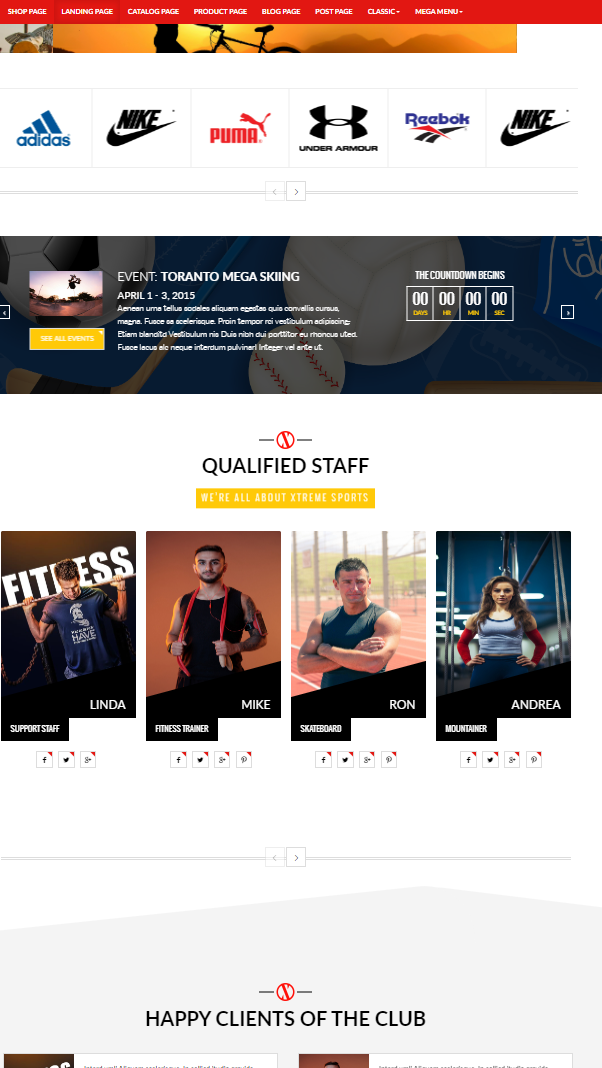 SHOP PAGE LANDING PAGE CATALOG PAGE PRODUCT PAGE BLOG PAGE POST PAGE CLASSIC MEGA MENU
adidas NIKE PUMA UNDER ARMOUR Reebok NIKE
EVENT: TORANTO MEGA SKIING
APRIL 1 - 3, 2015
Aenean urna tellus sodales aliquam egestas quis convallis cursus,
magna. Fusce sa scelerisque. Proin tempor rci vestibulum adipiscing
Etiam blandid Vestibulum nis Duis nibh dui porttitor eu rhoncus uted.
Fusce lacus alc neque interdum pulvinar! Integer vel ante ut.
SEE ALL EVENTS
THE COUNTDOWN BEGINS
00 00 00 00
DAYS HR MIN SEC
QUALIFIED STAFF
WE'RE ALL ABOUT XTREME SPORTS
FITNESS
LINDA
SUPPORT STAFF
MIKE
FITNESS TRAINER
RON
SKATEBOARD
ANDREA
MOUNTAINER
HAPPY CLIENTS OF THE CLUB